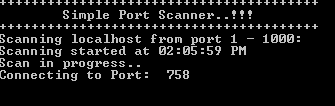 ++++++++++++++++++++++++++++++++++++++++++
Simple Port Scanner..!!!
++++++++++++++++++++++++++++++++++++++++++
Scanning localhost from port 1 - 1000:
Scanning started at 02:05:59 PM
Scan in progress..
Connecting to Port:  758